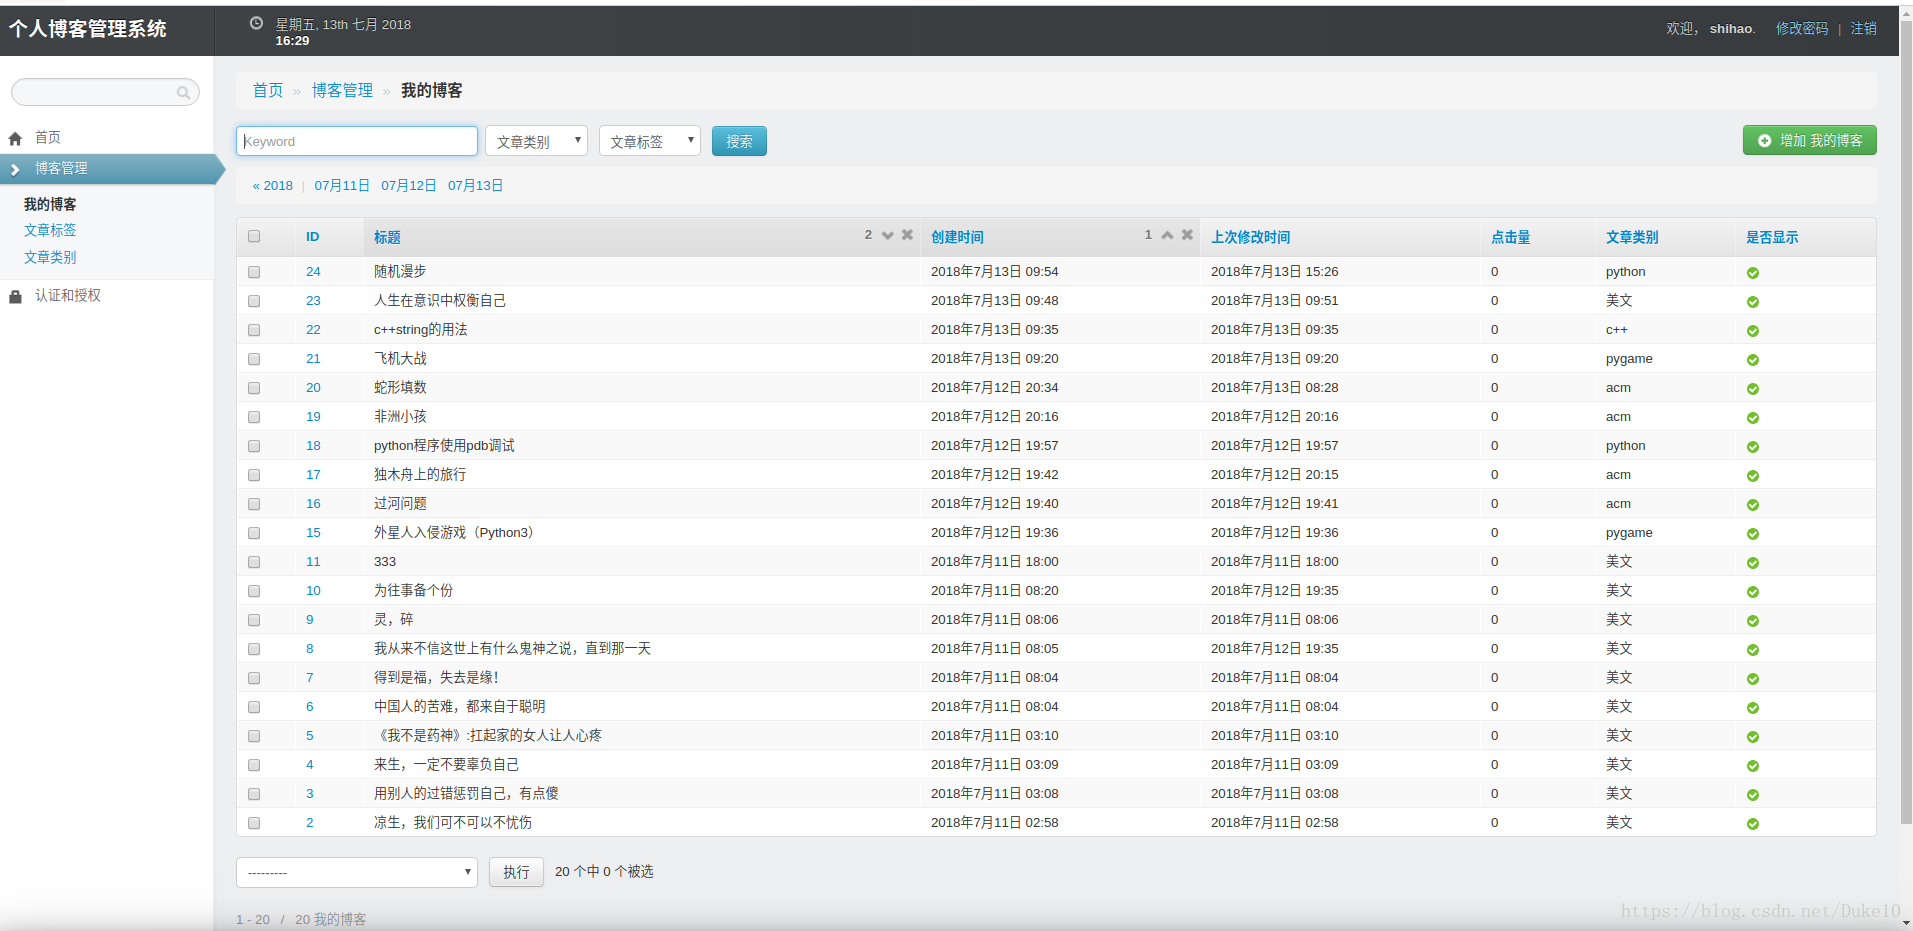 个人博客管理系统
星期五, 13th 七月 2018
16:29
欢迎， shihao. 修改密码 | 注销
首页
博客管理
我的博客
文章标签
文章类别
认证和授权
首页 » 博客管理 » 我的博客
Keyword 文章类别 文章标签 搜索 增加 我的博客
« 2018 | 07月11日 07月12日 07月13日
ID 标题 2 创建时间 1 上次修改时间 点击量 文章类别 是否显示
24 随机漫步 2018年7月13日 09:54 2018年7月13日 15:26 0 python
23 人生在意识中权衡自己 2018年7月13日 09:48 2018年7月13日 09:51 0 美文
22 c++string的用法 2018年7月13日 09:35 2018年7月13日 09:35 0 c++
21 飞机大战 2018年7月13日 09:20 2018年7月13日 09:20 0 pygame
20 蛇形填数 2018年7月12日 20:34 2018年7月13日 08:28 0 acm
19 非洲小孩 2018年7月12日 20:16 2018年7月12日 20:16 0 acm
18 python程序使用pdb调试 2018年7月12日 19:57 2018年7月12日 19:57 0 python
17 独木舟上的旅行 2018年7月12日 19:42 2018年7月12日 20:15 0 acm
16 过河问题 2018年7月12日 19:40 2018年7月12日 19:41 0 acm
15 外星人入侵游戏（Python3） 2018年7月12日 19:36 2018年7月12日 19:36 0 pygame
11 333 2018年7月11日 18:00 2018年7月11日 18:00 0 美文
10 为往事备个份 2018年7月11日 08:20 2018年7月12日 19:35 0 美文
9 灵，碎 2018年7月11日 08:06 2018年7月11日 08:06 0 美文
8 我从来不信这世上有什么鬼神之说，直到那一天 2018年7月11日 08:05 2018年7月12日 19:35 0 美文
7 得到是福，失去是缘！ 2018年7月11日 08:04 2018年7月11日 08:04 0 美文
6 中国人的苦难，都来自于聪明 2018年7月11日 08:04 2018年7月11日 08:04 0 美文
5 《我不是药神》:扛起家的女人让人心疼 2018年7月11日 03:10 2018年7月11日 03:10 0 美文
4 来生，一定不要辜负自己 2018年7月11日 03:09 2018年7月11日 03:09 0 美文
3 用别人的过错惩罚自己，有点傻 2018年7月11日 03:08 2018年7月11日 03:08 0 美文
2 凉生，我们可不可以不忧伤 2018年7月11日 02:58 2018年7月11日 02:58 0 美文
--------- 执行 20 个中 0 个被选
1 - 20 / 20 我的博客
https://blog.csdn.net/Duke10